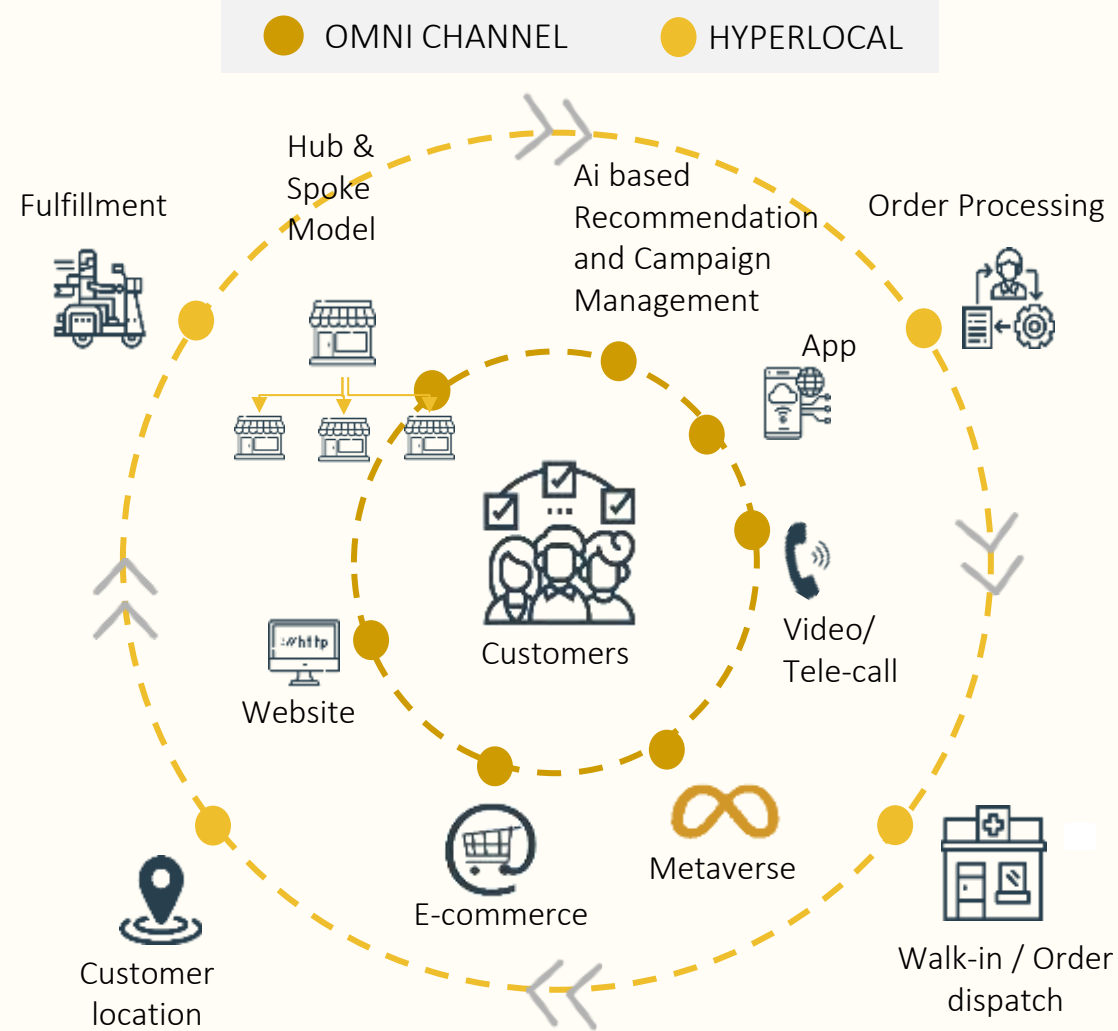 OMNI CHANNEL
HYPERLOCAL
Hub &
Spoke
Model
Ai based
Recommendation
and Campaign
Management
Fulfillment
Order Processing
App
Customers
Video/
Tele-call
://http
Website
Metaverse
E-commerce
Customer
location
Walk-in / Order
dispatch